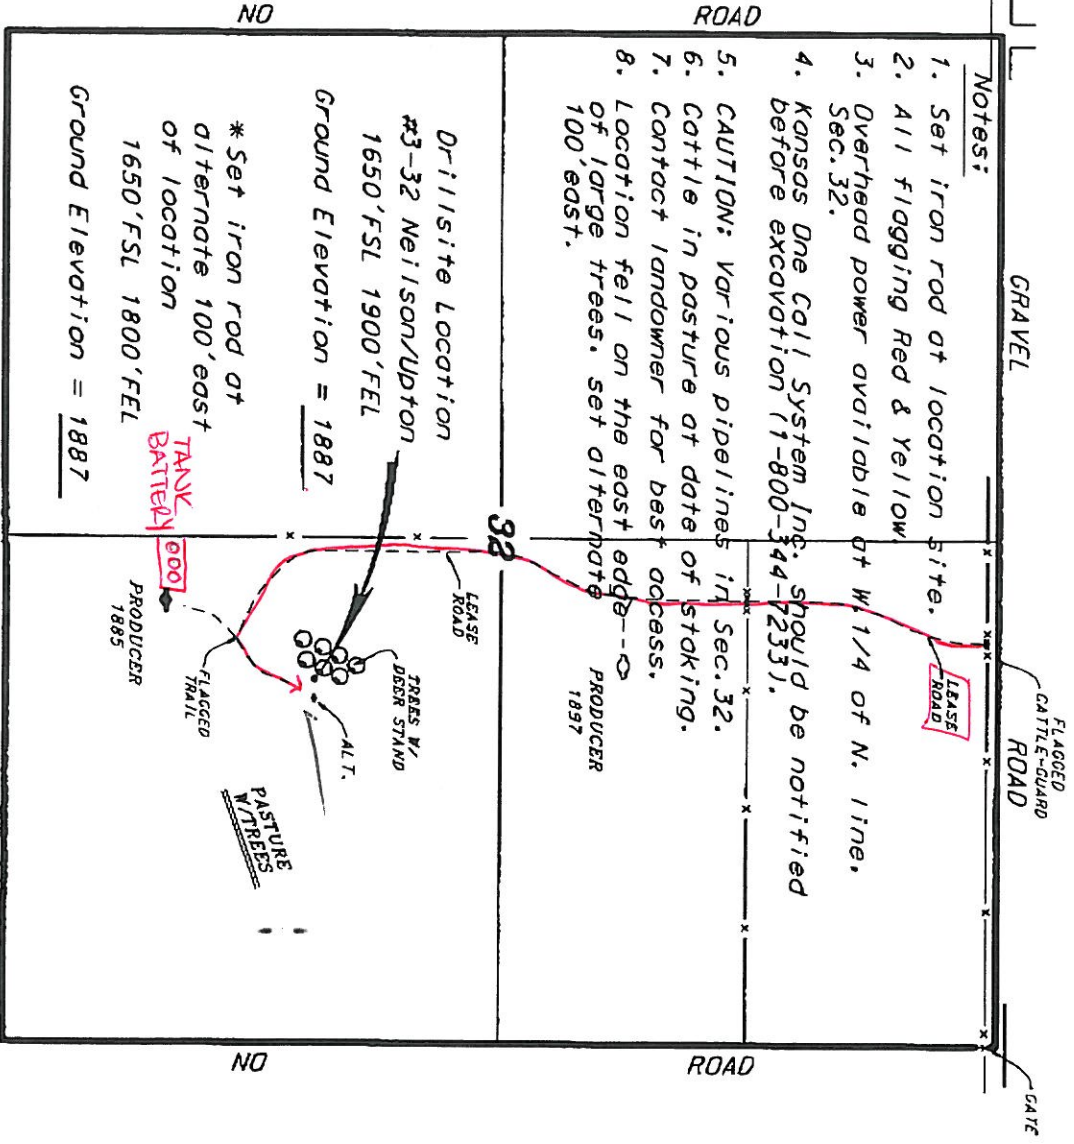 NO
ROAD
GRAVEL
ROAD
FLAGGED
CATTLE-GUARD
GATE
Notes:
1. Set iron rod at location site.
2. All flagging Red & Yellow.
3. Overhead power available at W. 1/4 of N. line.
Sec.32.
4. Kansas One Call System Inc. should be notified
before excavation (1-800-344-7233).
5. CAUTION: Various pipelines in Sec.32.
6. Cattle in pasture at date of staking.
7. Contact landowner for best access.
8. Location fell on the east edge
of large trees. set alternate
100'east.
LEASE
ROAD
PRODUCER
1897
32
LEASE
ROAD
Drillsite Location
#3-32 Neilson/Upton
1650'FSL 1900'FEL
Ground Elevation = 1887
TREES W/
DEER STAND
ALT.
* Set iron rod at
alternate 100'east
of location
1650'FSL 1800'FEL
Ground Elevation = 1887
TANK
BATTERY
000
PRODUCER
1885
FLAGGED
TRAIL
PASTURE
W/TREES
NO
ROAD